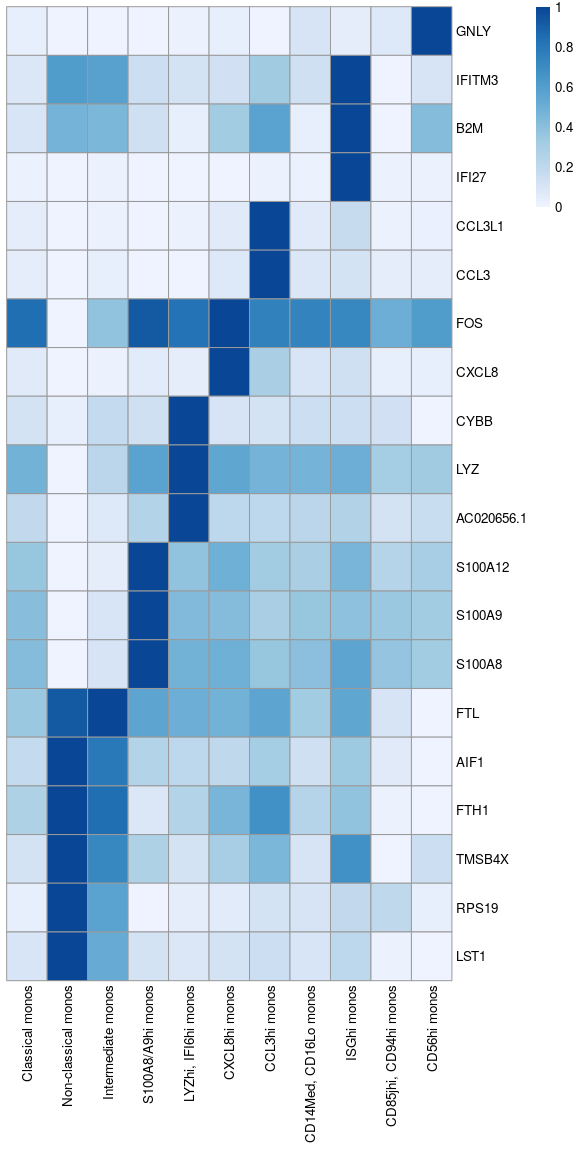 1
0.8
0.6
0.4
0.2
0
GNLY
IFITM3
B2M
IFI27
CCL3L1
CCL3
FOS
CXCL8
CYBB
LYZ
AC020656.1
S100A12
S100A9
S100A8
FTL
AIF1
FTH1
TMSB4X
RPS19
LST1
Classical monos
Non-classical monos
Intermediate monos
S100A8/A9hi monos
LYZhi, IFI6hi monos
CXCL8hi monos
CCL3hi monos
CD14Med, CD16Lo monos
ISGhi monos
CD85jhi, CD94hi monos
CD56hi monos